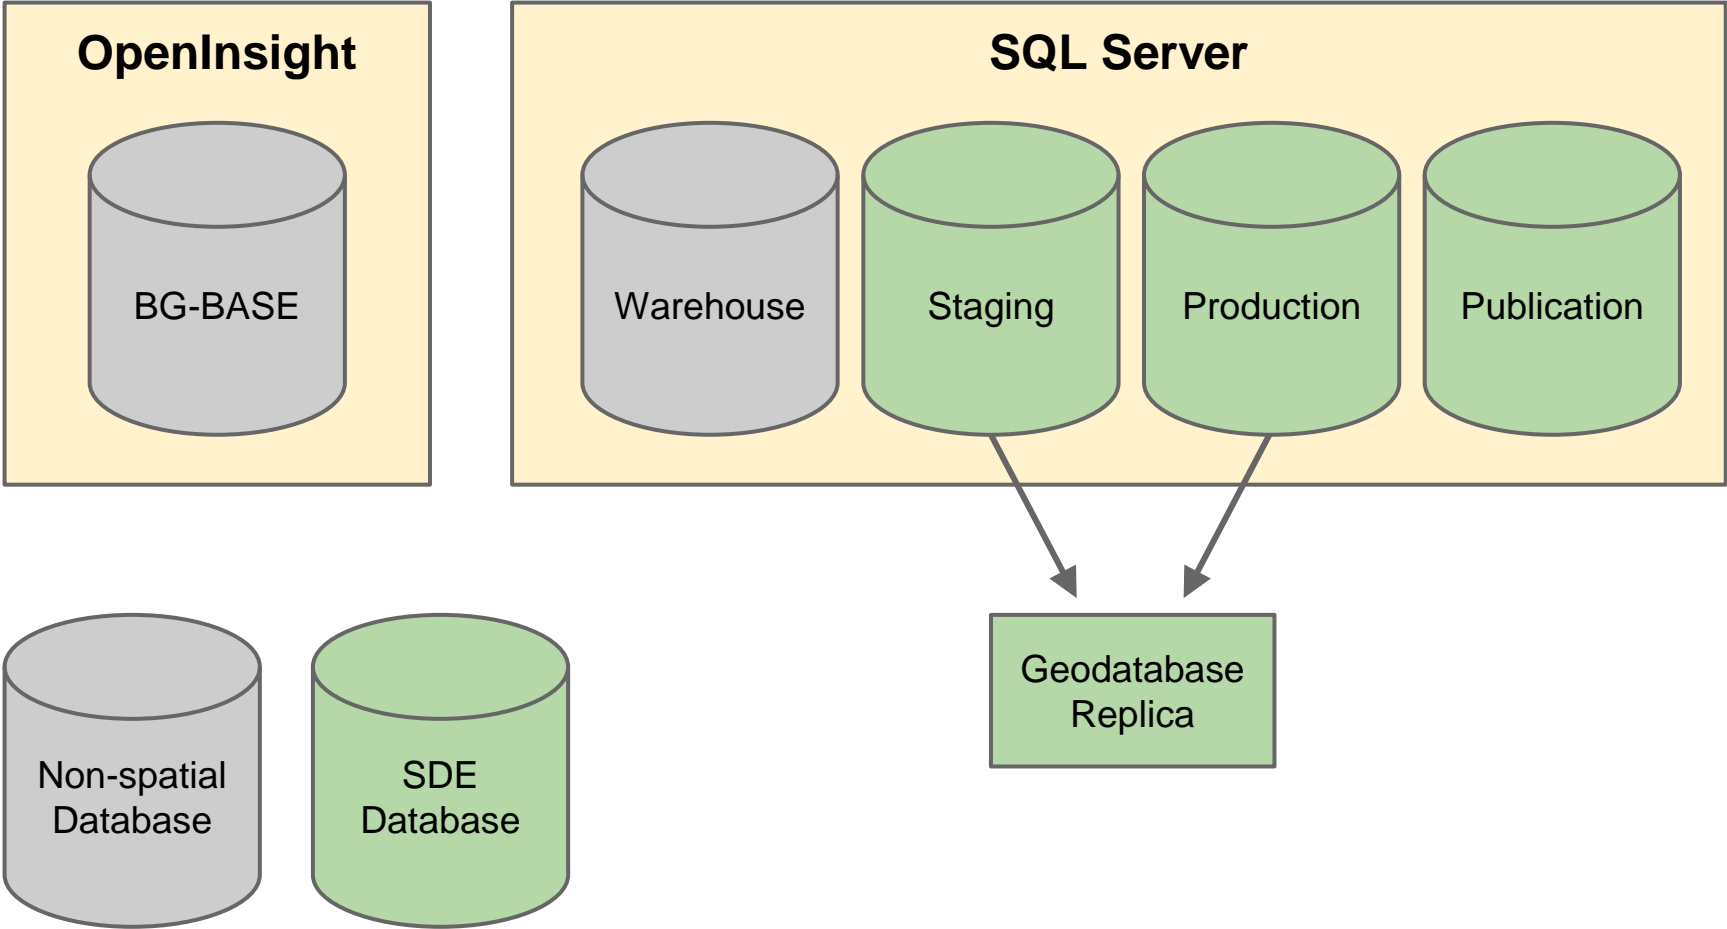 OpenInsight
SQL Server
BG-BASE
Warehouse
Staging
Production
Publication
Geodatabase
Replica
Non-spatial
Database
SDE
Database